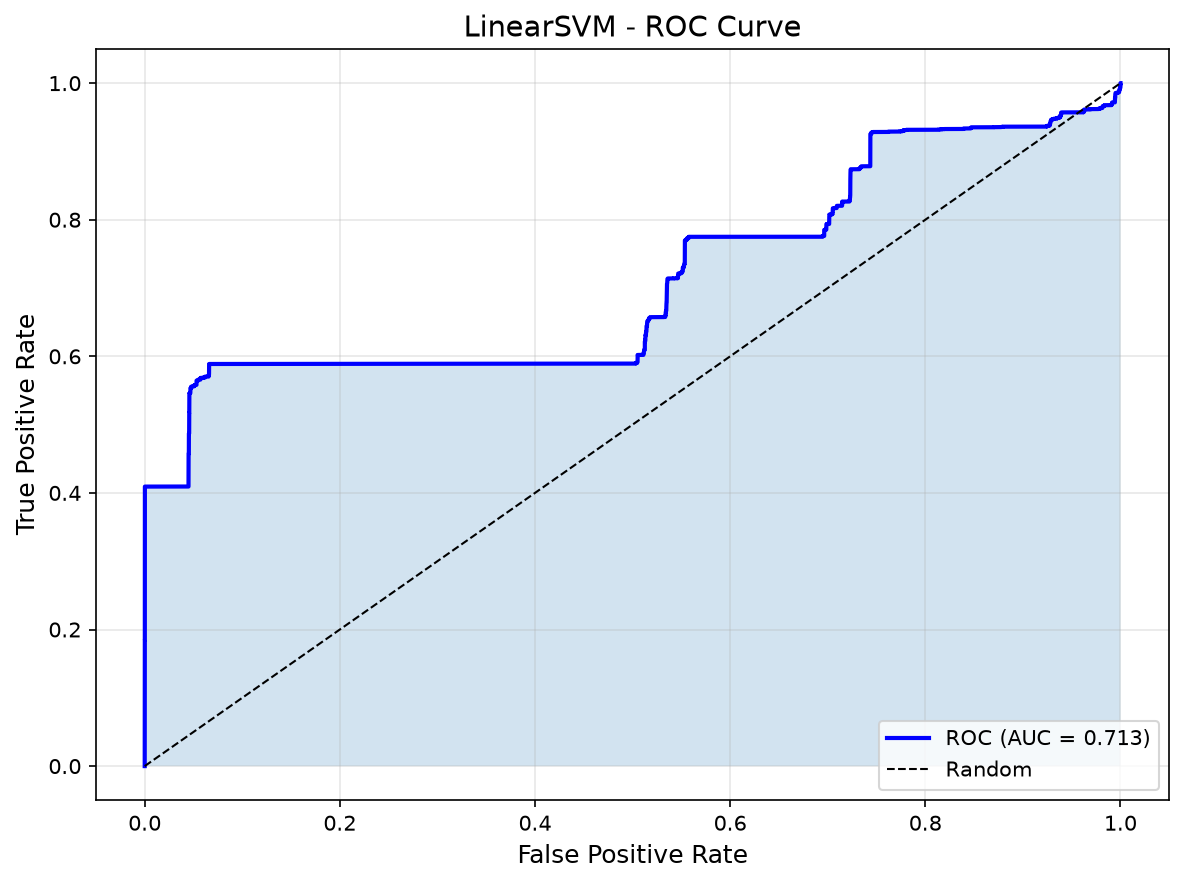 LinearSVM - ROC Curve
True Positive Rate
1.0
0.8
0.6
0.4
0.2
0.0
0.0 0.2 0.4 0.6 0.8 1.0
False Positive Rate
ROC (AUC = 0.713)
Random